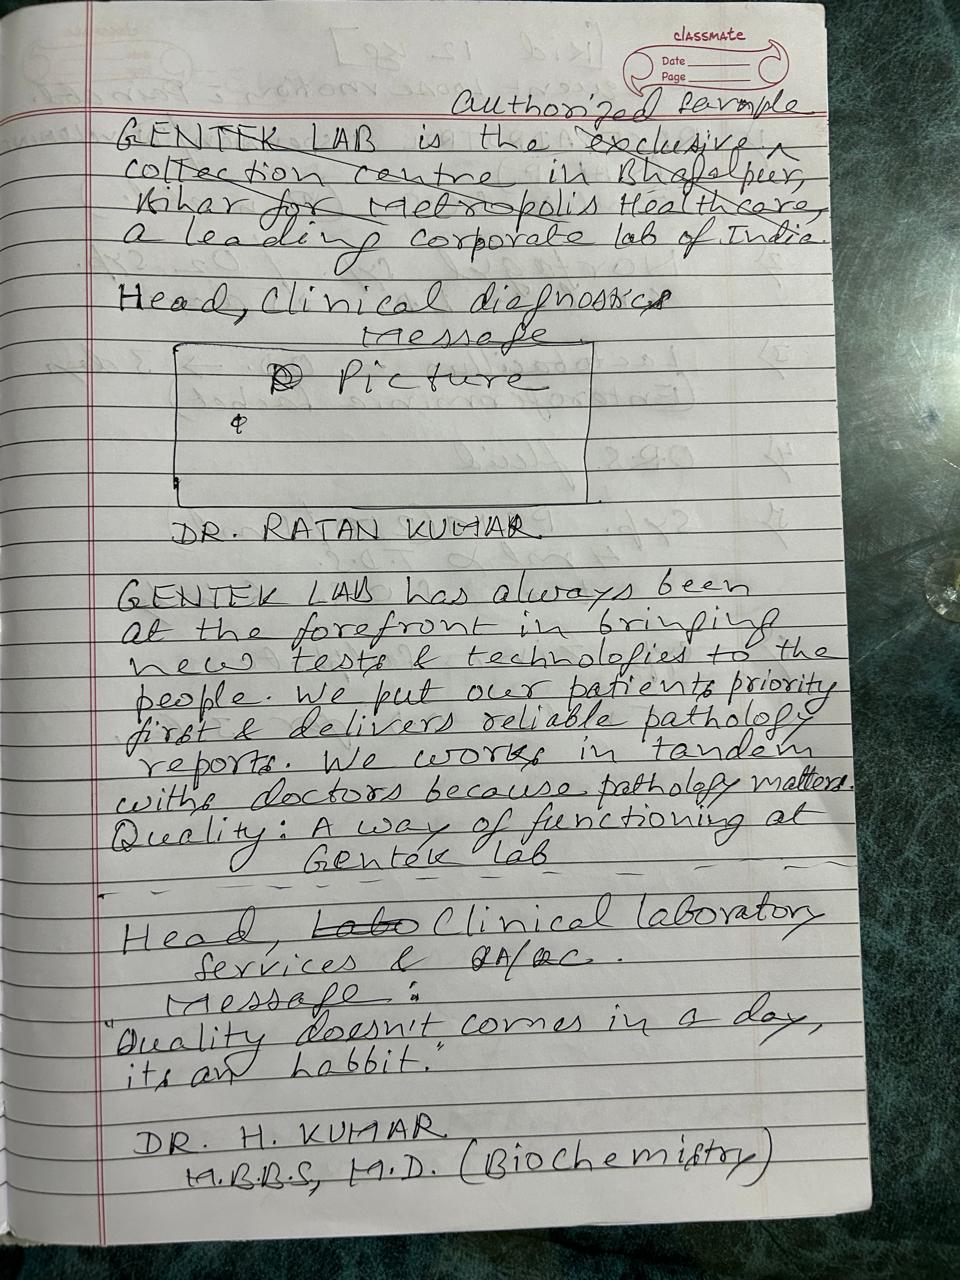 classmate
Date
Page
authorized sample
GENTEK LAB is the exclusive ^
collection centre in Bhagalpur,
Bihar for Metropolis Healthcare,
a leading corporate lab of India.
Head, Clinical diagnostics
Message
Picture
DR. RATAN KUMAR
GENTEK LAB has always been
at the forefront in bringing
new tests & technologies to the
people. We put our patients priority
first & delivers reliable pathology
reports. We works in tandem
withs doctors because pathology matters.
Quality: A way of functioning at
Gentek lab
Head, Labo Clinical laboratory
Services & QA/QC.
Message:
"Quality doesn't comes in a day,
its an habbit."
DR. H. KUMAR
M.B.B.S, M.D. (Biochemistry)